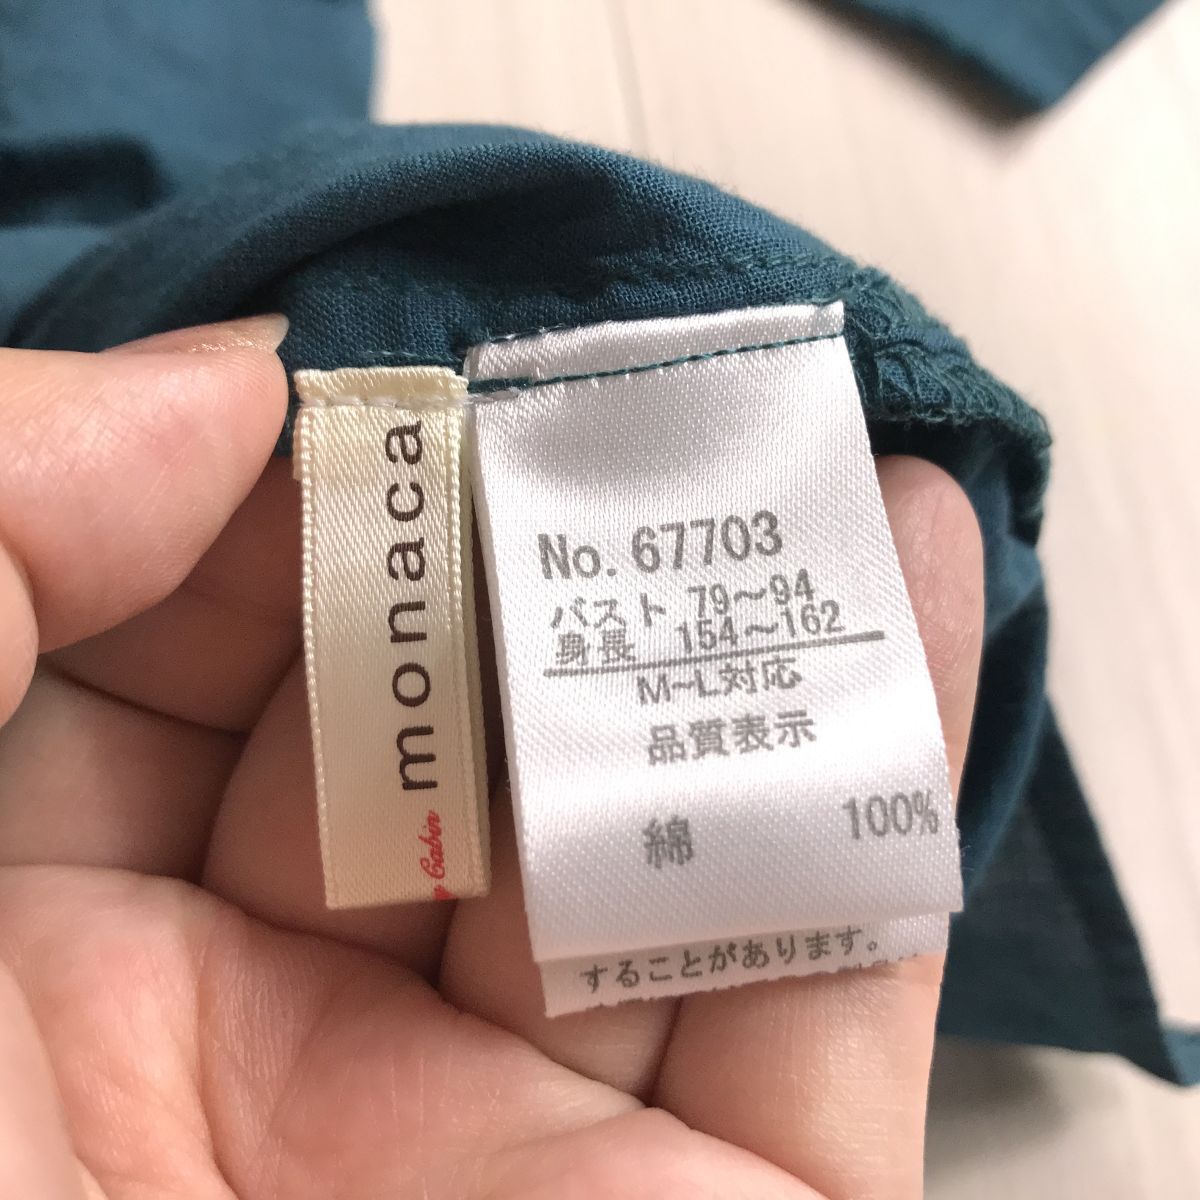 monaca
Cabin
No. 67703
バスト 79～94
身長 154～162
M~L対応
品質表示
綿 100%
することがあります。